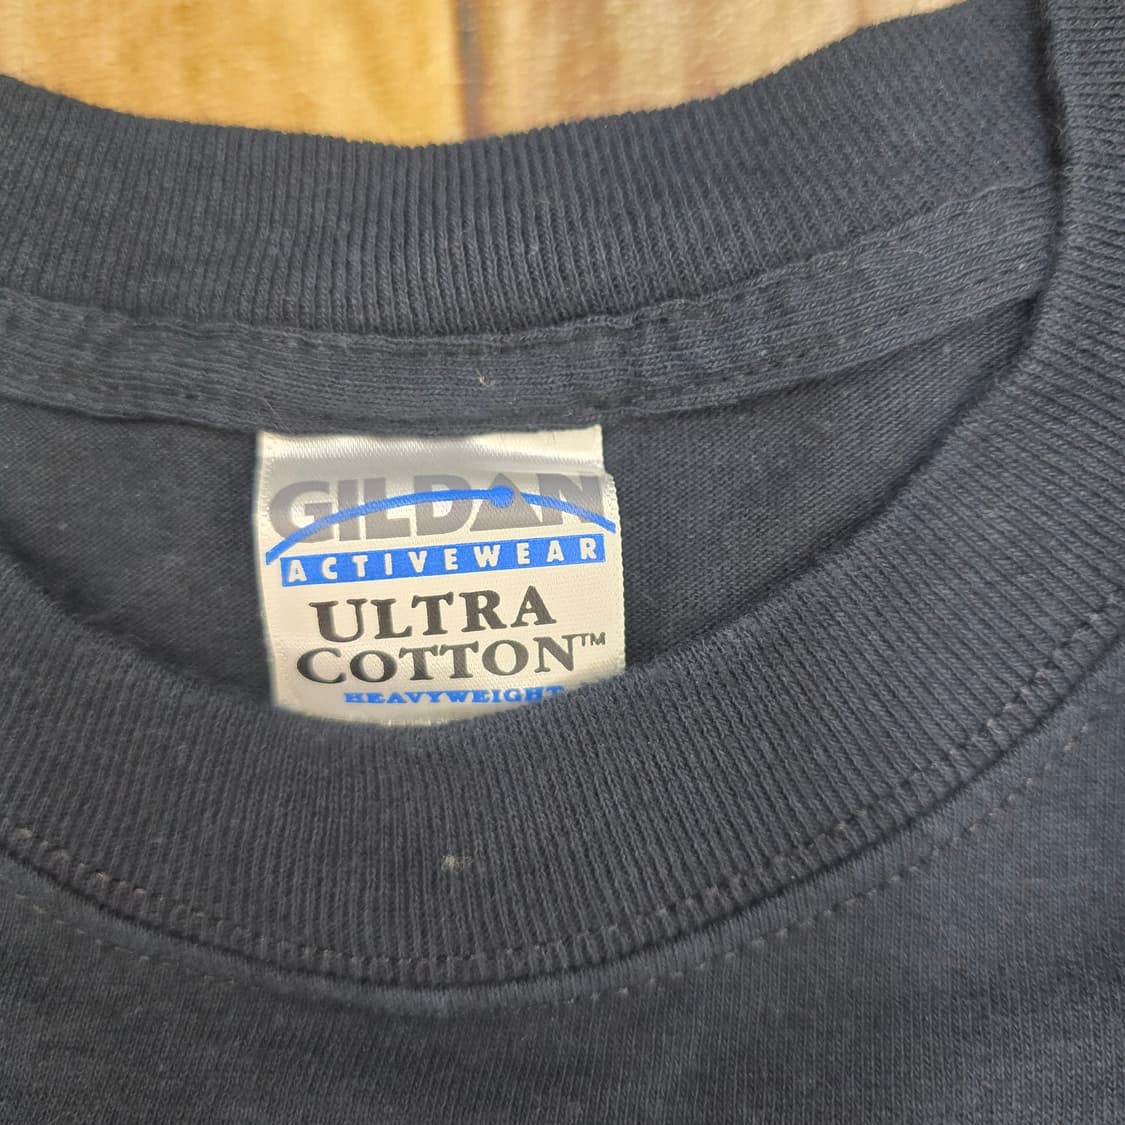 GILDAN
ACTIVEWEAR
ULTRA
COTTON™
HEAVYWEIGHT